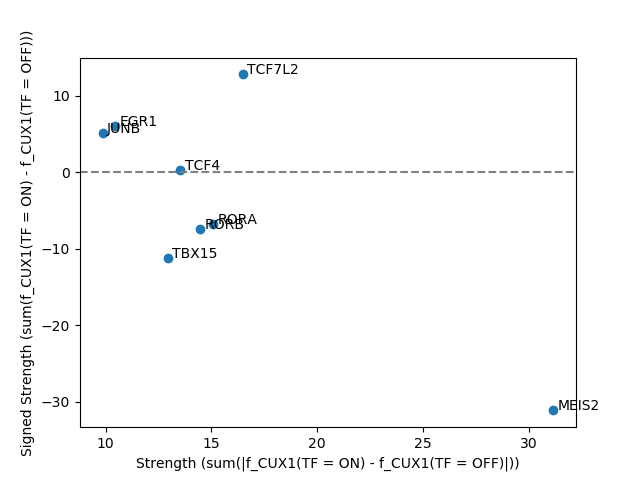 Signed Strength (sum(f_CUX1(TF = ON) - f_CUX1(TF = OFF)))
10
0
−10
−20
−30
TCF7L2
EGR1
JUNB
TCF4
RORA
RORB
TBX15
MEIS2
10 15 20 25 30
Strength (sum(|f_CUX1(TF = ON) - f_CUX1(TF = OFF)|))